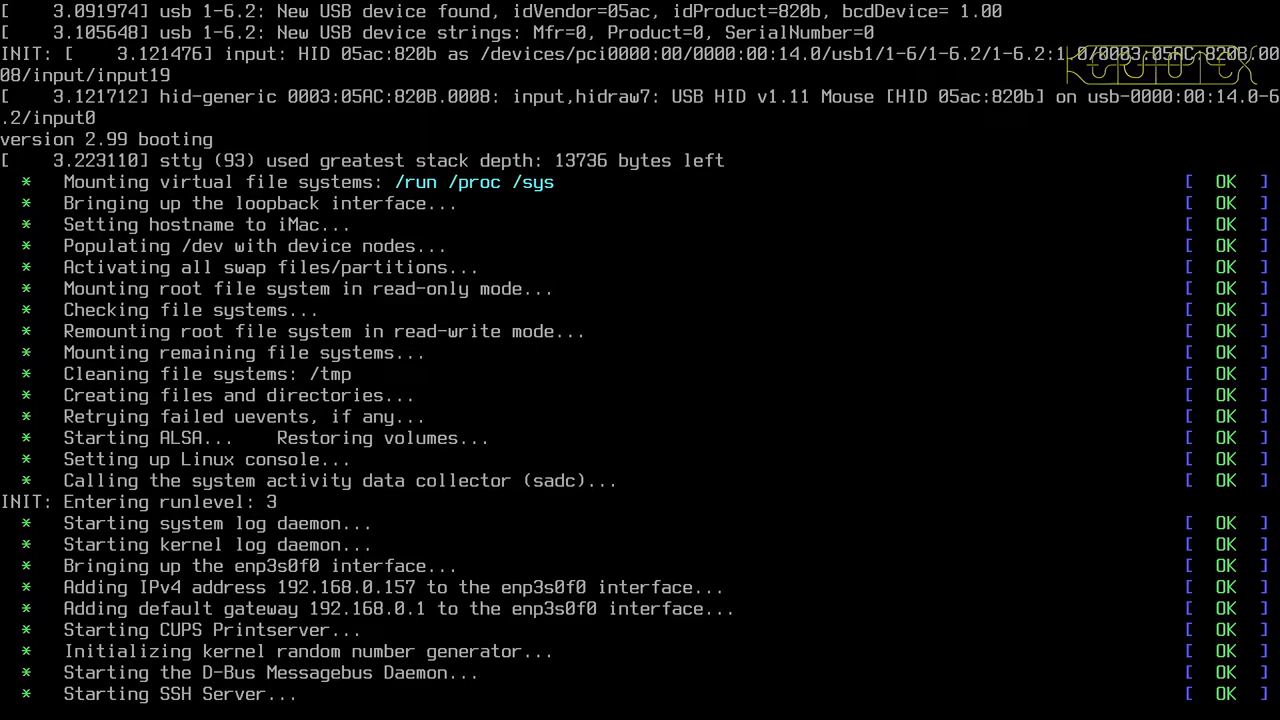 [    3.091974] usb 1-6.2: New USB device found, idVendor=05ac, idProduct=820b, bcdDevice= 1.00
[    3.105648] usb 1-6.2: New USB device strings: Mfr=0, Product=0, SerialNumber=0
INIT: [    3.121476] input: HID 05ac:820b as /devices/pci0000:00/0000:00:14.0/usb1/1-6/1-6.2/1-6.2:1.0/0003:05AC:820B.00
08/input/input19
[    3.121712] hid-generic 0003:05AC:820B.0008: input,hidraw7: USB HID v1.11 Mouse [HID 05ac:820b] on usb-0000:00:14.0-6
.2/input0
version 2.99 booting
[    3.223110] stty (93) used greatest stack depth: 13736 bytes left
* Mounting virtual file systems: /run /proc /sys [ OK ]
* Bringing up the loopback interface... [ OK ]
* Setting hostname to iMac... [ OK ]
* Populating /dev with device nodes... [ OK ]
* Activating all swap files/partitions... [ OK ]
* Mounting root file system in read-only mode... [ OK ]
* Checking file systems... [ OK ]
* Remounting root file system in read-write mode... [ OK ]
* Mounting remaining file systems... [ OK ]
* Cleaning file systems: /tmp [ OK ]
* Creating files and directories... [ OK ]
* Retrying failed uevents, if any... [ OK ]
* Starting ALSA...    Restoring volumes... [ OK ]
* Setting up Linux console... [ OK ]
* Calling the system activity data collector (sadc)... [ OK ]
INIT: Entering runlevel: 3
* Starting system log daemon... [ OK ]
* Starting kernel log daemon... [ OK ]
* Bringing up the enp3s0f0 interface... [ OK ]
* Adding IPv4 address 192.168.0.157 to the enp3s0f0 interface... [ OK ]
* Adding default gateway 192.168.0.1 to the enp3s0f0 interface... [ OK ]
* Starting CUPS Printserver... [ OK ]
* Initializing kernel random number generator... [ OK ]
* Starting the D-Bus Messagebus Daemon... [ OK ]
* Starting SSH Server... [ OK ]